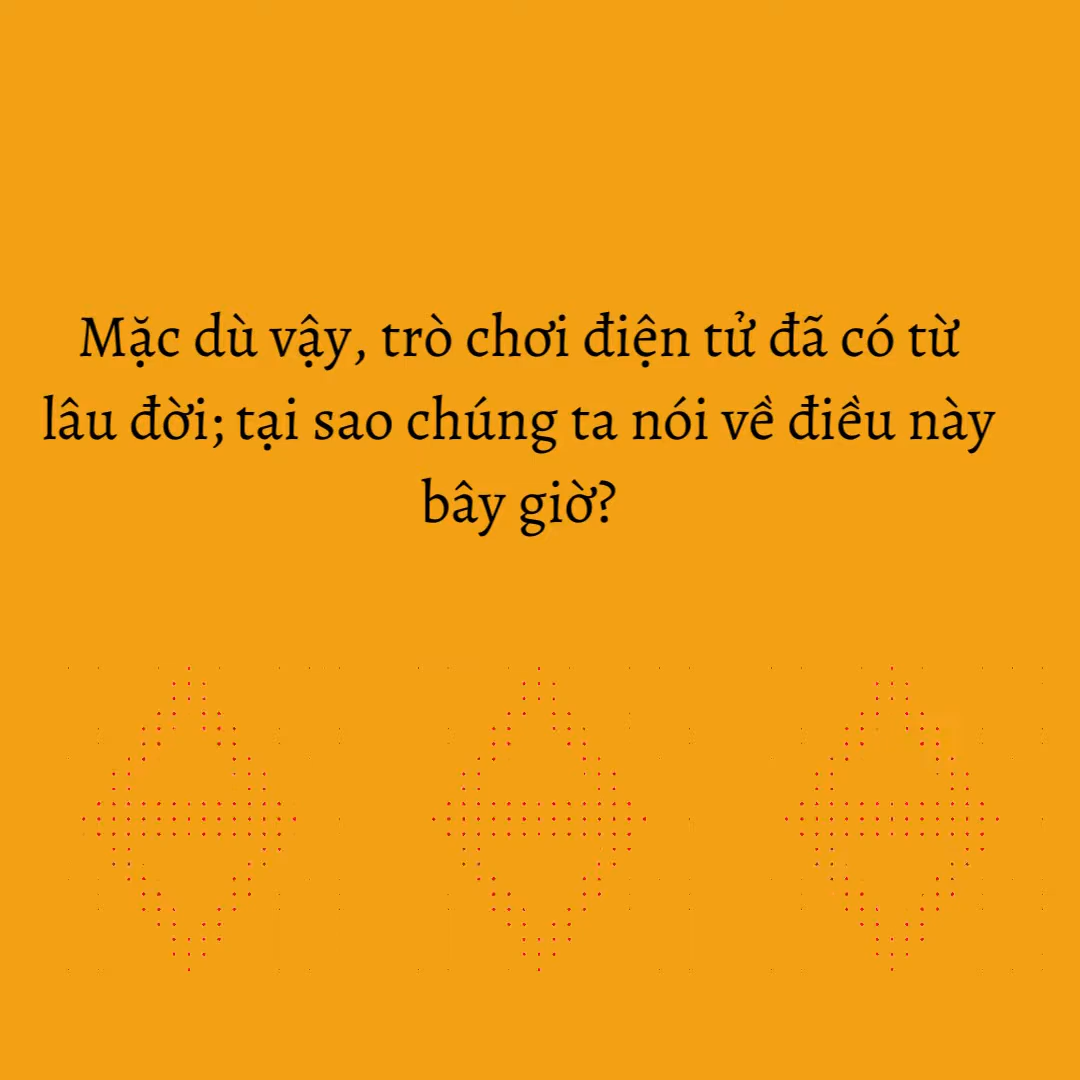 Mặc dù vậy, trò chơi điện tử đã có từ
lâu đời; tại sao chúng ta nói về điều này
bây giờ?